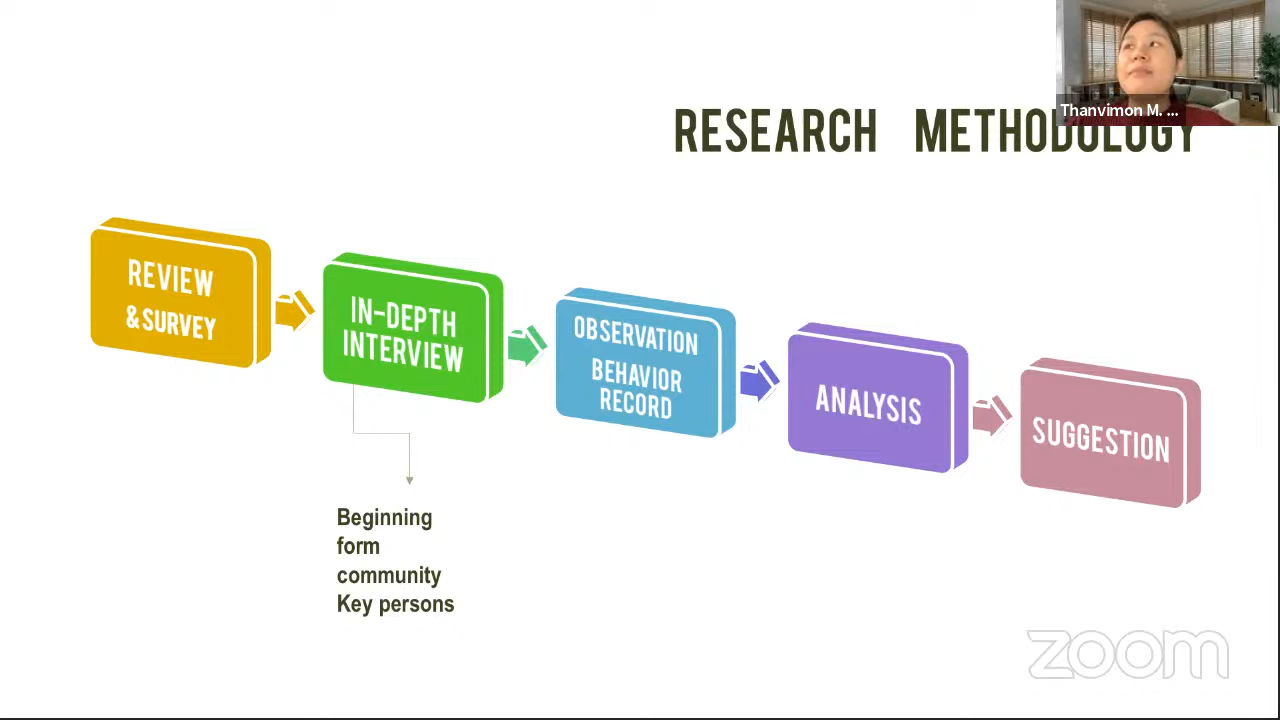 Thanvimon M. ...
RESEARCH METHODOLOGY
REVIEW
& SURVEY
IN-DEPTH
INTERVIEW
OBSERVATION
BEHAVIOR
RECORD
ANALYSIS
SUGGESTION
Beginning
form
community
Key persons
zoom